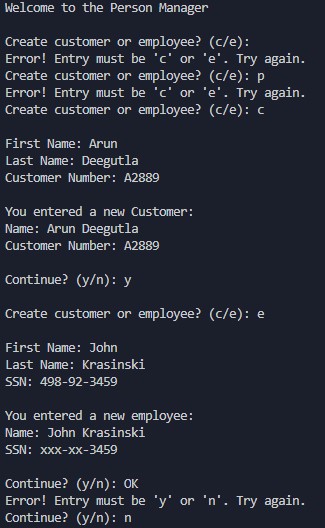 Welcome to the Person Manager
Create customer or employee? (c/e):
Error! Entry must be 'c' or 'e'. Try again.
Create customer or employee? (c/e): p
Error! Entry must be 'c' or 'e'. Try again.
Create customer or employee? (c/e): c
First Name: Arun
Last Name: Deegutla
Customer Number: A2889
You entered a new Customer:
Name: Arun Deegutla
Customer Number: A2889
Continue? (y/n): y
Create customer or employee? (c/e): e
First Name: John
Last Name: Krasinski
SSN: 498-92-3459
You entered a new employee:
Name: John Krasinski
SSN: xxx-xx-3459
Continue? (y/n): OK
Error! Entry must be 'y' or 'n'. Try again.
Continue? (y/n): n